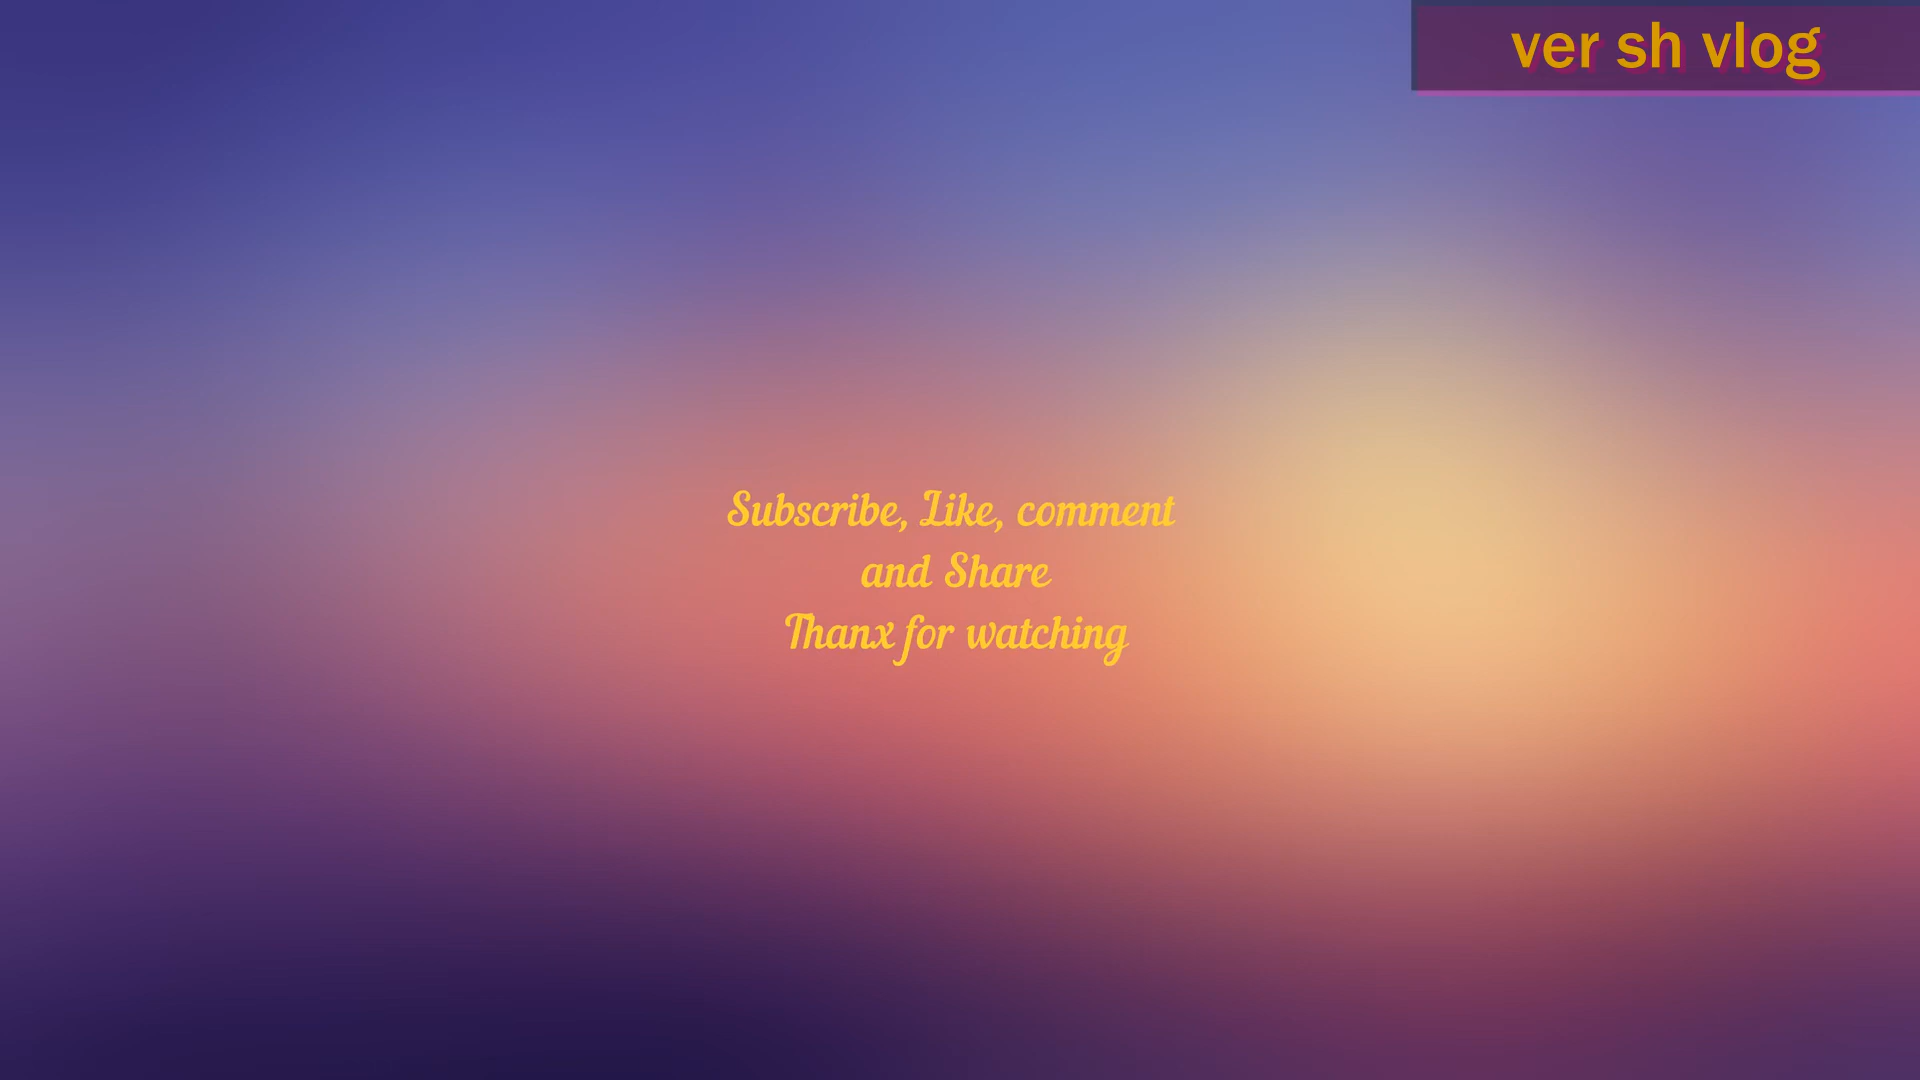 ver sh vlog
Subscribe, Like, comment
and Share
Thanx for watching